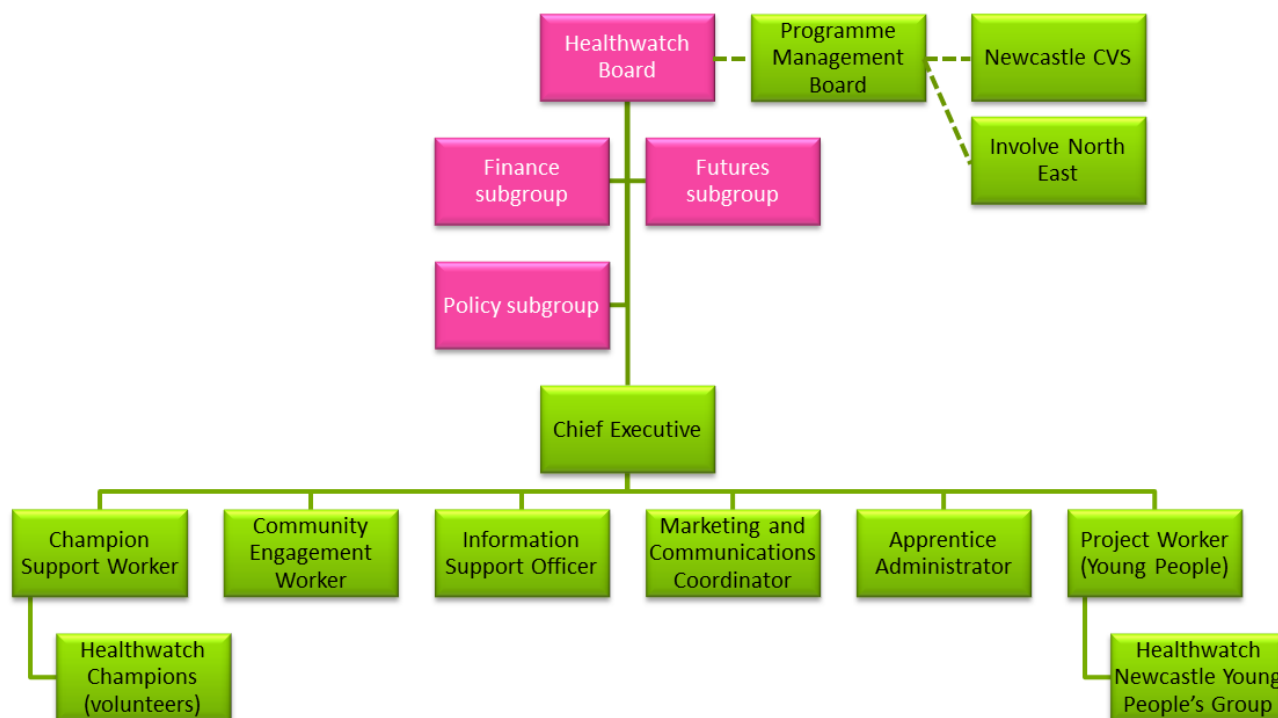 Healthwatch
Board
Programme
Management
Board
Newcastle CVS
Involve North
East
Finance
subgroup
Futures
subgroup
Policy subgroup
Chief Executive
Champion
Support Worker
Community
Engagement
Worker
Information
Support Officer
Marketing and
Communications
Coordinator
Apprentice
Administrator
Project Worker
(Young People)
Healthwatch
Champions
(volunteers)
Healthwatch
Newcastle Young
People's Group